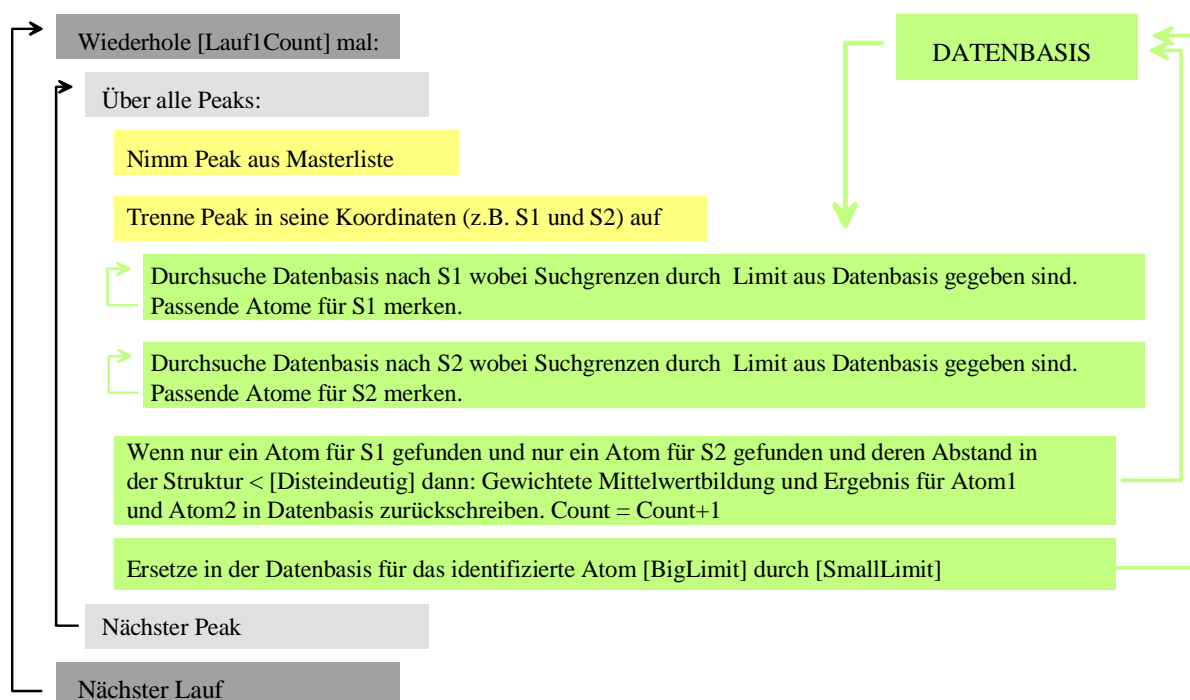 Wiederhole [Lauf1Count] mal:
DATENBASIS
Über alle Peaks:
Nimm Peak aus Masterliste
Trenne Peak in seine Koordinaten (z.B. S1 und S2) auf
Durchsuche Datenbasis nach S1 wobei Suchgrenzen durch Limit aus Datenbasis gegeben sind.
Passende Atome für S1 merken.
Durchsuche Datenbasis nach S2 wobei Suchgrenzen durch Limit aus Datenbasis gegeben sind.
Passende Atome für S2 merken.
Wenn nur ein Atom für S1 gefunden und nur ein Atom für S2 gefunden und deren Abstand in
der Struktur < [Disteindeutig] dann: Gewichtete Mittelwertbildung und Ergebnis für Atom1
und Atom2 in Datenbasis zurückschreiben. Count = Count+1
Ersetze in der Datenbasis für das identifizierte Atom [BigLimit] durch [SmallLimit]
Nächster Peak
Nächster Lauf